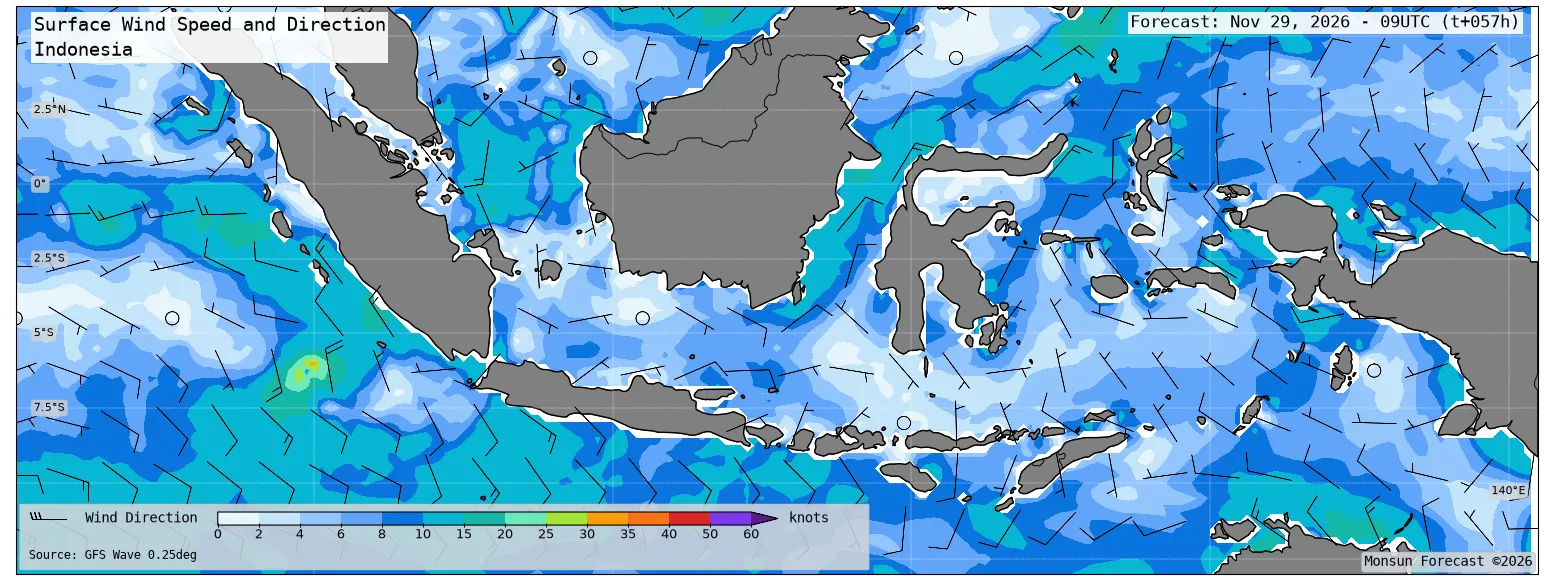 Surface Wind Speed and Direction
Indonesia
Forecast: Nov 29, 2026 - 09UTC (t+057h)
2.5°N
0°
2.5°S
5°S
7.5°S
140°E
Wind Direction
knots
0 2 4 6 8 10 15 20 25 30 35 40 50 60
Source: GFS Wave 0.25deg
Monsun Forecast ©2026